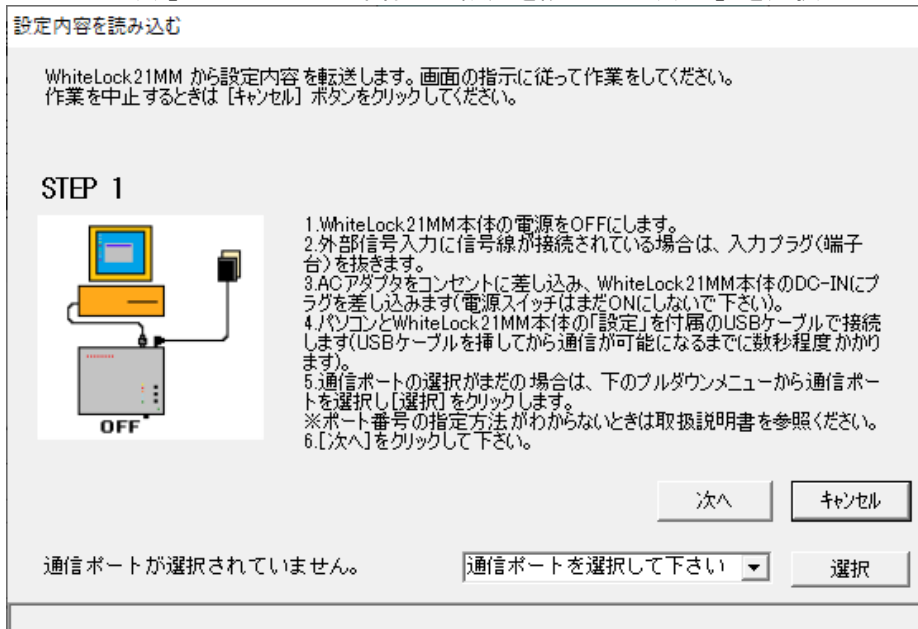 設定内容を読み込む
WhiteLock21MM から設定内容を転送します。画面の指示に従って作業をしてください。
作業を中止するときは [キャンセル] ボタンをクリックしてください。
STEP 1
1.WhiteLock21MM本体の電源をOFFにします。
2.外部信号入力に信号線が接続されている場合は、入力プラグ(端子
台)を抜きます。
3.ACアダプタをコンセントに差し込み、WhiteLock21MM本体のDC-INにプ
ラグを差し込みます(電源スイッチはまだONにしないで下さい)。
4.パソコンとWhiteLock21MM本体の「設定」を付属のUSBケーブルで接続
します(USBケーブルを挿してから通信が可能になるまでに数秒程度かかり
ます)。
5.通信ポートの選択がまだの場合は、下のプルダウンメニューから通信ポー
トを選択し[選択]をクリックします。
※ポート番号の指定方法がわからないときは取扱説明書を参照ください。
6.[次へ]をクリックして下さい。
OFF
次へ
キャンセル
通信ポートが選択されていません。
通信ポートを選択して下さい
選択